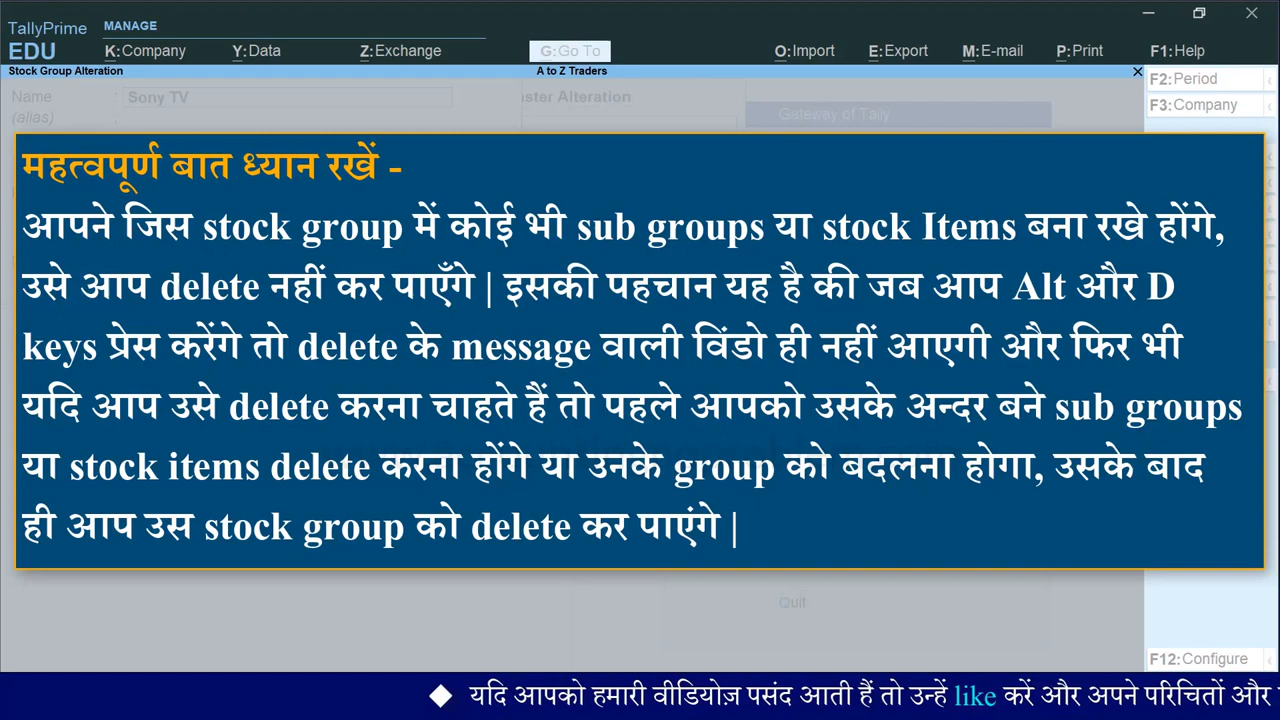 TallyPrime
EDU
MANAGE
K:Company Y:Data Z:Exchange G:Go To O:Import E:Export M:E-mail P:Print F1:Help
Stock Group Alteration A to Z Traders
F2:Period
Name : Sony TV
(alias) :
aster Alteration
Gateway of Tally
F3:Company
महत्वपूर्ण बात ध्यान रखें -
आपने जिस stock group में कोई भी sub groups या stock Items बना रखे होंगे,
उसे आप delete नहीं कर पाएँगे | इसकी पहचान यह है की जब आप Alt और D
keys प्रेस करेंगे तो delete के message वाली विंडो ही नहीं आएगी और फिर भी
यदि आप उसे delete करना चाहते हैं तो पहले आपको उसके अन्दर बने sub groups
या stock items delete करना होंगे या उनके group को बदलना होगा, उसके बाद
ही आप उस stock group को delete कर पाएंगे |
Quit
F12:Configure
यदि आपको हमारी वीडियोज़ पसंद आती हैं तो उन्हें like करें और अपने परिचितों और